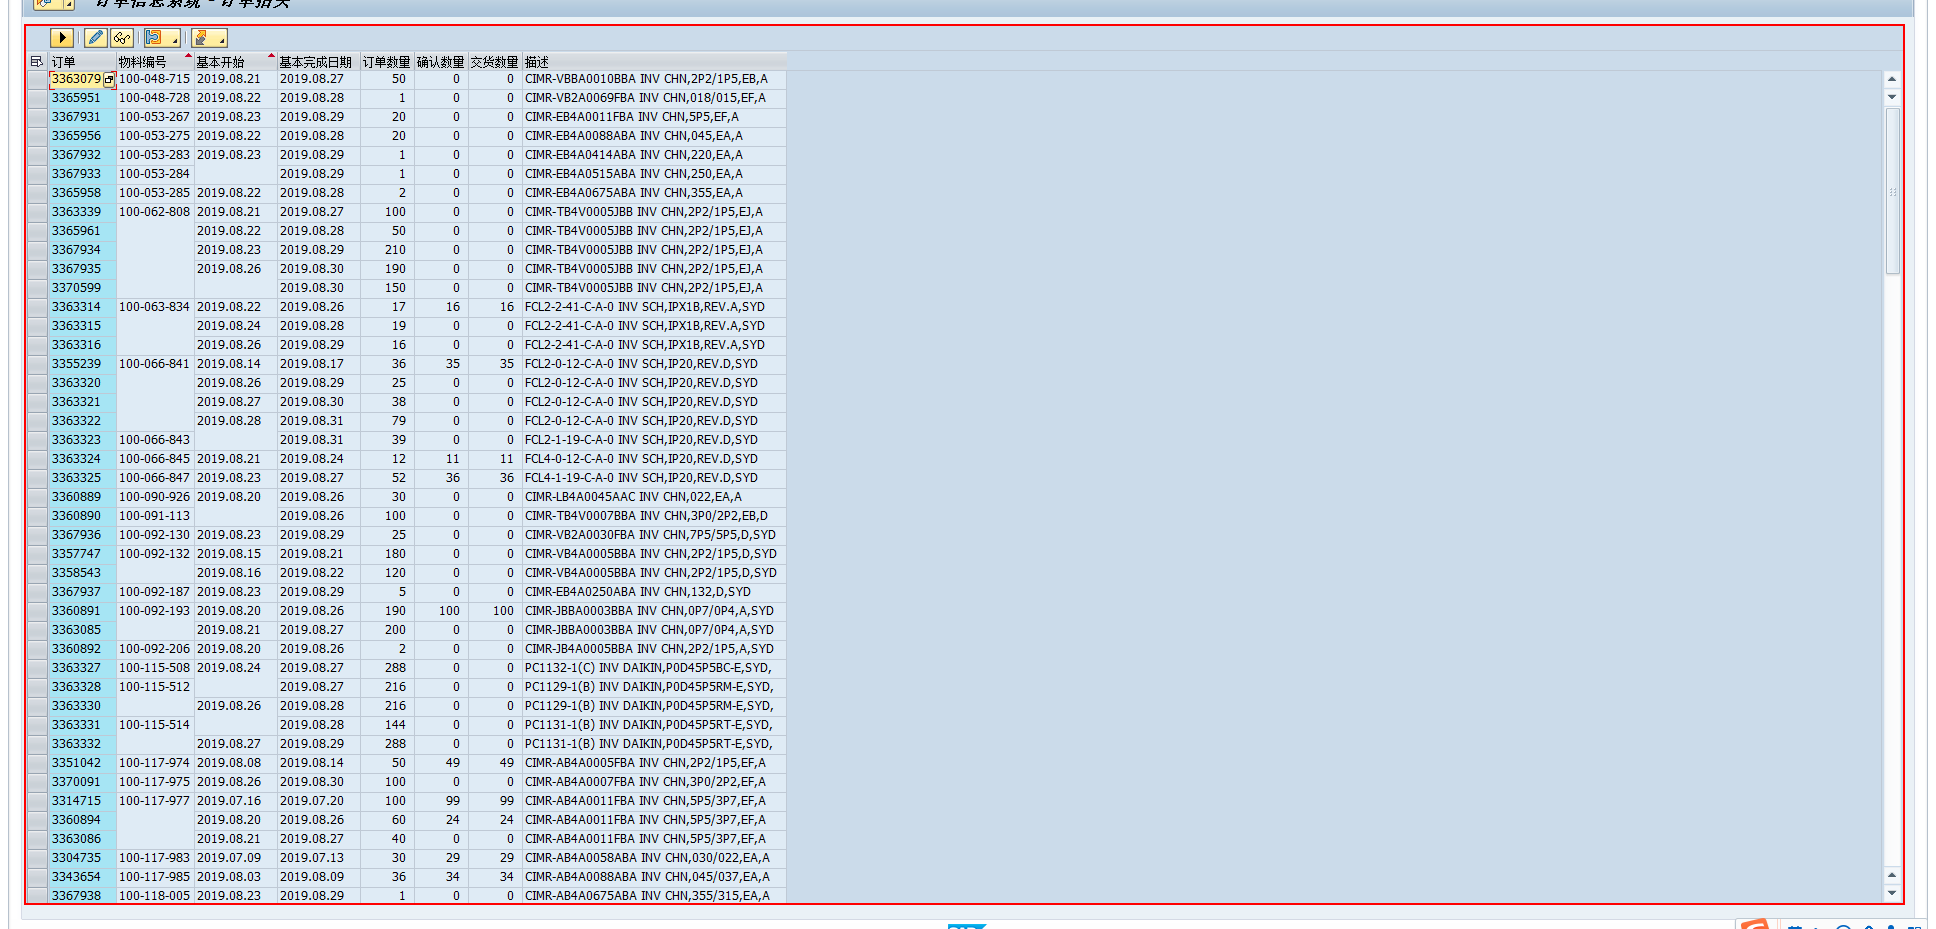 订单信息系统 - 订单抬头
订单 物料编号 基本开始 基本完成日期 订单数量 确认数量 交货数量 描述
3363079 100-048-715 2019.08.21 2019.08.27 50 0 0 CIMR-VBBA0010BBA INV CHN,2P2/1P5,EB,A
3365951 100-048-728 2019.08.22 2019.08.28 1 0 0 CIMR-VB2A0069FBA INV CHN,018/015,EF,A
3367931 100-053-267 2019.08.23 2019.08.29 20 0 0 CIMR-EB4A0011FBA INV CHN,5P5,EF,A
3365956 100-053-275 2019.08.22 2019.08.28 20 0 0 CIMR-EB4A0088ABA INV CHN,045,EA,A
3367932 100-053-283 2019.08.23 2019.08.29 1 0 0 CIMR-EB4A0414ABA INV CHN,220,EA,A
3367933 100-053-284 2019.08.29 1 0 0 CIMR-EB4A0515ABA INV CHN,250,EA,A
3365958 100-053-285 2019.08.22 2019.08.28 2 0 0 CIMR-EB4A0675ABA INV CHN,355,EA,A
3363339 100-062-808 2019.08.21 2019.08.27 100 0 0 CIMR-TB4V0005JBB INV CHN,2P2/1P5,EJ,A
3365961 2019.08.22 2019.08.28 50 0 0 CIMR-TB4V0005JBB INV CHN,2P2/1P5,EJ,A
3367934 2019.08.23 2019.08.29 210 0 0 CIMR-TB4V0005JBB INV CHN,2P2/1P5,EJ,A
3367935 2019.08.26 2019.08.30 190 0 0 CIMR-TB4V0005JBB INV CHN,2P2/1P5,EJ,A
3370599 2019.08.30 150 0 0 CIMR-TB4V0005JBB INV CHN,2P2/1P5,EJ,A
3363314 100-063-834 2019.08.22 2019.08.26 17 16 16 FCL2-2-41-C-A-0 INV SCH,IPX1B,REV.A,SYD
3363315 2019.08.24 2019.08.28 19 0 0 FCL2-2-41-C-A-0 INV SCH,IPX1B,REV.A,SYD
3363316 2019.08.26 2019.08.29 16 0 0 FCL2-2-41-C-A-0 INV SCH,IPX1B,REV.A,SYD
3355239 100-066-841 2019.08.14 2019.08.17 36 35 35 FCL2-0-12-C-A-0 INV SCH,IP20,REV.D,SYD
3363320 2019.08.26 2019.08.29 25 0 0 FCL2-0-12-C-A-0 INV SCH,IP20,REV.D,SYD
3363321 2019.08.27 2019.08.30 38 0 0 FCL2-0-12-C-A-0 INV SCH,IP20,REV.D,SYD
3363322 2019.08.28 2019.08.31 79 0 0 FCL2-0-12-C-A-0 INV SCH,IP20,REV.D,SYD
3363323 100-066-843 2019.08.31 39 0 0 FCL2-1-19-C-A-0 INV SCH,IP20,REV.D,SYD
3363324 100-066-845 2019.08.21 2019.08.24 12 11 11 FCL4-0-12-C-A-0 INV SCH,IP20,REV.D,SYD
3363325 100-066-847 2019.08.23 2019.08.27 52 36 36 FCL4-1-19-C-A-0 INV SCH,IP20,REV.D,SYD
3360889 100-090-926 2019.08.20 2019.08.26 30 0 0 CIMR-LB4A0045AAC INV CHN,022,EA,A
3360890 100-091-113 2019.08.26 100 0 0 CIMR-TB4V0007BBA INV CHN,3P0/2P2,EB,D
3367936 100-092-130 2019.08.23 2019.08.29 25 0 0 CIMR-VB2A0030FBA INV CHN,7P5/5P5,D,SYD
3357747 100-092-132 2019.08.15 2019.08.21 180 0 0 CIMR-VB4A0005BBA INV CHN,2P2/1P5,D,SYD
3358543 2019.08.16 2019.08.22 120 0 0 CIMR-VB4A0005BBA INV CHN,2P2/1P5,D,SYD
3367937 100-092-187 2019.08.23 2019.08.29 5 0 0 CIMR-EB4A0250ABA INV CHN,132,D,SYD
3360891 100-092-193 2019.08.20 2019.08.26 190 100 100 CIMR-JBBA0003BBA INV CHN,0P7/0P4,A,SYD
3363085 2019.08.21 2019.08.27 200 0 0 CIMR-JBBA0003BBA INV CHN,0P7/0P4,A,SYD
3360892 100-092-206 2019.08.20 2019.08.26 2 0 0 CIMR-JB4A0005BBA INV CHN,2P2/1P5,A,SYD
3363327 100-115-508 2019.08.24 2019.08.27 288 0 0 PC1132-1(C) INV DAIKIN,P0D45P5BC-E,SYD,
3363328 100-115-512 2019.08.27 216 0 0 PC1129-1(B) INV DAIKIN,P0D45P5RM-E,SYD,
3363330 2019.08.26 2019.08.28 216 0 0 PC1129-1(B) INV DAIKIN,P0D45P5RM-E,SYD,
3363331 100-115-514 2019.08.28 144 0 0 PC1131-1(B) INV DAIKIN,P0D45P5RT-E,SYD,
3363332 2019.08.27 2019.08.29 288 0 0 PC1131-1(B) INV DAIKIN,P0D45P5RT-E,SYD,
3351042 100-117-974 2019.08.08 2019.08.14 50 49 49 CIMR-AB4A0005FBA INV CHN,2P2/1P5,EF,A
3370091 100-117-975 2019.08.26 2019.08.30 100 0 0 CIMR-AB4A0007FBA INV CHN,3P0/2P2,EF,A
3314715 100-117-977 2019.07.16 2019.07.20 100 99 99 CIMR-AB4A0011FBA INV CHN,5P5/3P7,EF,A
3360894 2019.08.20 2019.08.26 60 24 24 CIMR-AB4A0011FBA INV CHN,5P5/3P7,EF,A
3363086 2019.08.21 2019.08.27 40 0 0 CIMR-AB4A0011FBA INV CHN,5P5/3P7,EF,A
3304735 100-117-983 2019.07.09 2019.07.13 30 29 29 CIMR-AB4A0058ABA INV CHN,030/022,EA,A
3343654 100-117-985 2019.08.03 2019.08.09 36 34 34 CIMR-AB4A0088ABA INV CHN,045/037,EA,A
3367938 100-118-005 2019.08.23 2019.08.29 1 0 0 CIMR-AB4A0675ABA INV CHN,355/315,EA,A